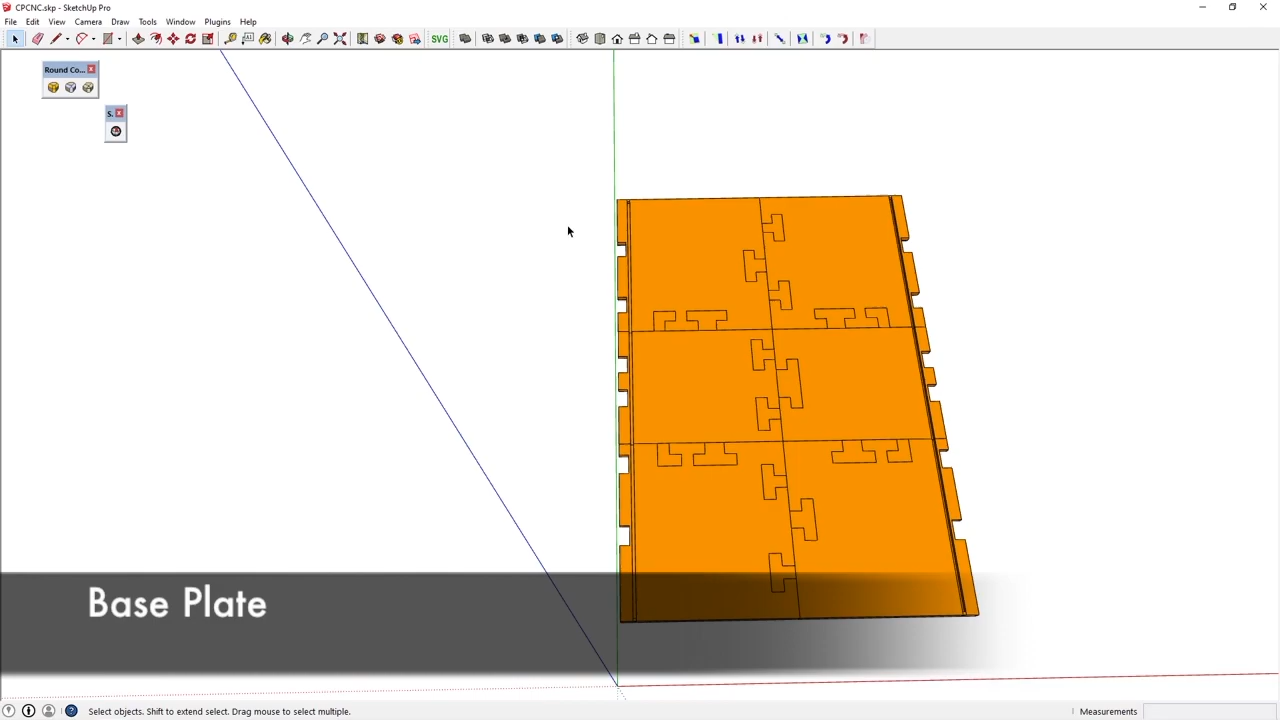 CPCNC.skp - SketchUp Pro
File Edit View Camera Draw Tools Window Plugins Help
SVG
Round Co...
S.
Base Plate
Select objects. Shift to extend select. Drag mouse to select multiple.
Measurements